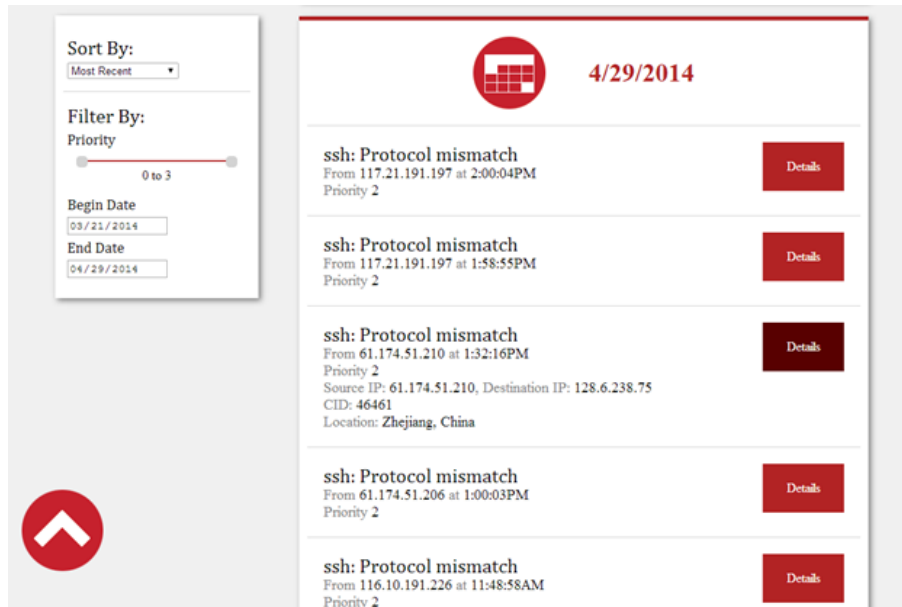 Sort By:
Most Recent
Filter By:
Priority
0 to 3
Begin Date
03/21/2014
End Date
04/29/2014
4/29/2014
ssh: Protocol mismatch
From 117.21.191.197 at 2:00:04PM
Priority 2
Details
ssh: Protocol mismatch
From 117.21.191.197 at 1:58:55PM
Priority 2
Details
ssh: Protocol mismatch
From 61.174.51.210 at 1:32:16PM
Priority 2
Source IP: 61.174.51.210, Destination IP: 128.6.238.75
CID: 46461
Location: Zhejiang, China
Details
ssh: Protocol mismatch
From 61.174.51.206 at 1:00:03PM
Priority 2
Details
ssh: Protocol mismatch
From 116.10.191.226 at 11:48:58AM
Priority 2
Details